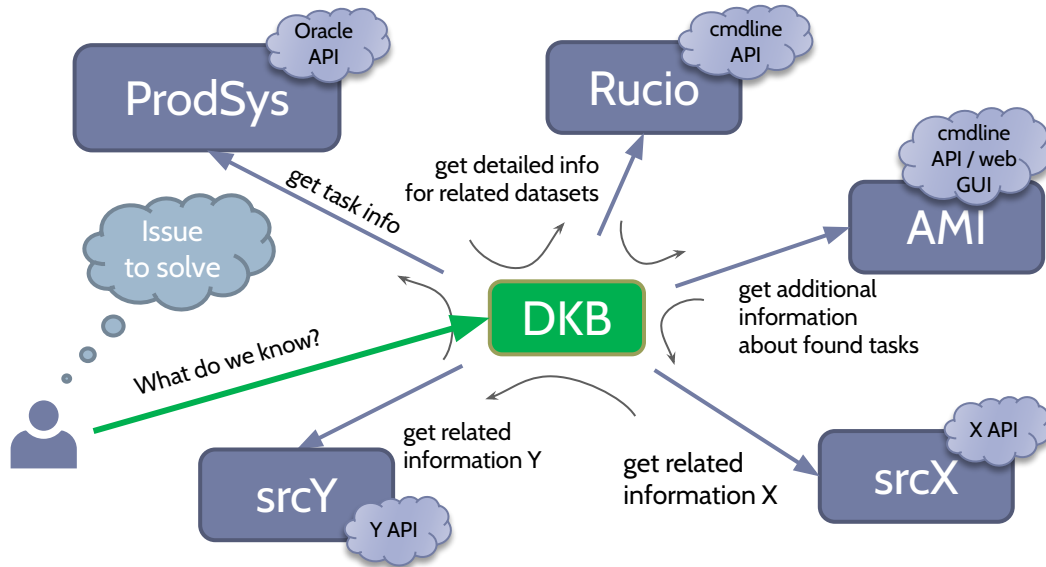 Oracle
API
ProdSys
cmdline
API
Rucio
cmdline
API / web
GUI
AMI
get detailed info
for related datasets
get task info
Issue
to solve
DKB
get additional
information
about found tasks
What do we know?
get related
information Y
srcY
Y API
get related
information X
X API
srcX